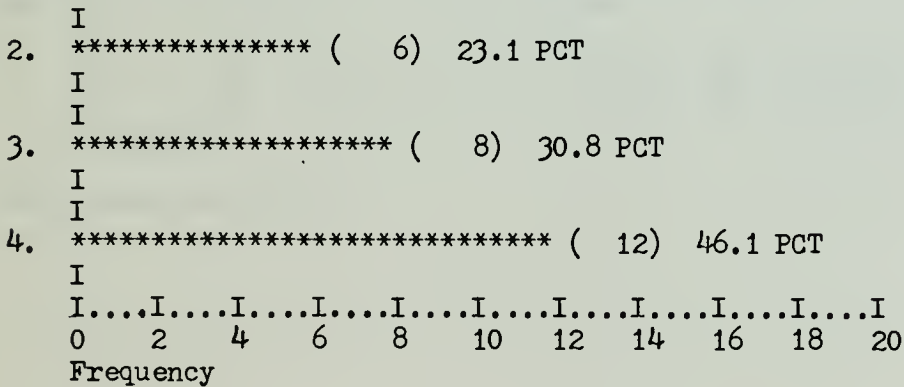 I
2. *************** ( 6) 23.1 PCT
I
I
3. ******************** ( 8) 30.8 PCT
I
I
4. ****************************** ( 12) 46.1 PCT
I
I....I....I....I....I....I....I....I....I....I....I
0 2 4 6 8 10 12 14 16 18 20
Frequency